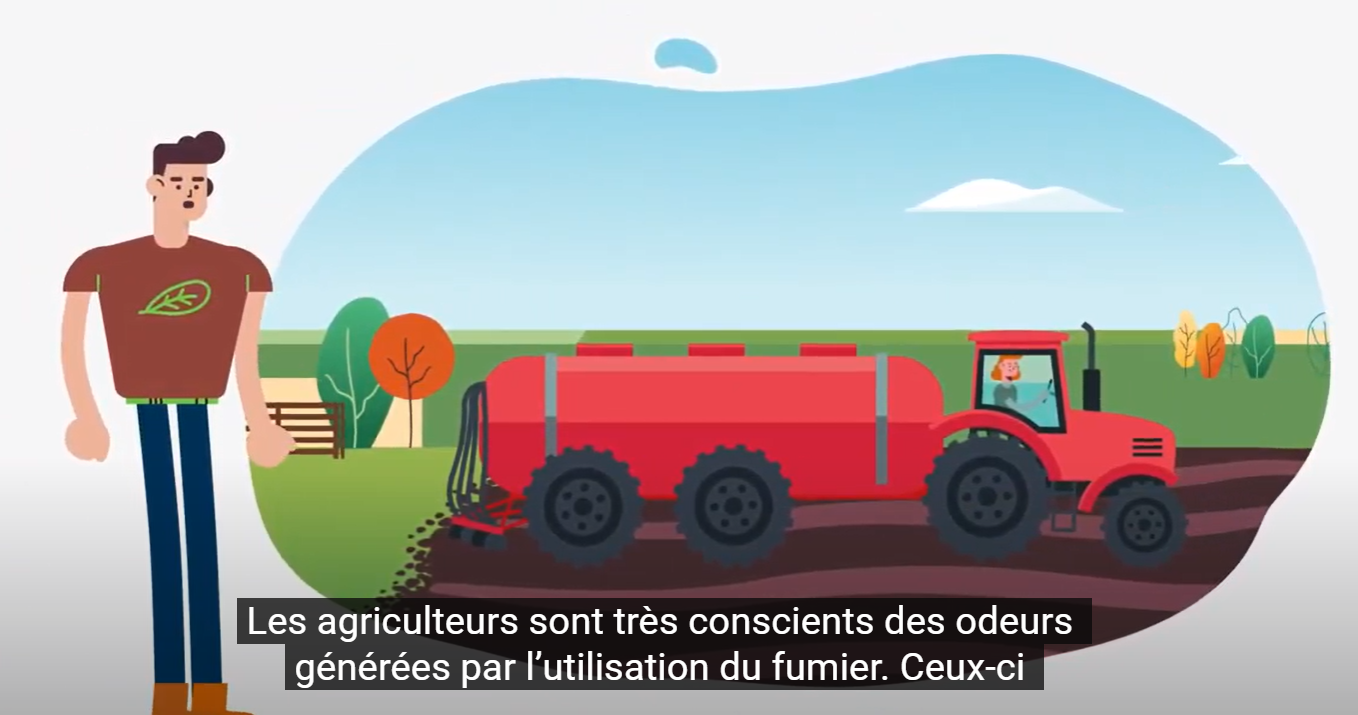 Les agriculteurs sont très conscients des odeurs
générées par l’utilisation du fumier. Ceux-ci